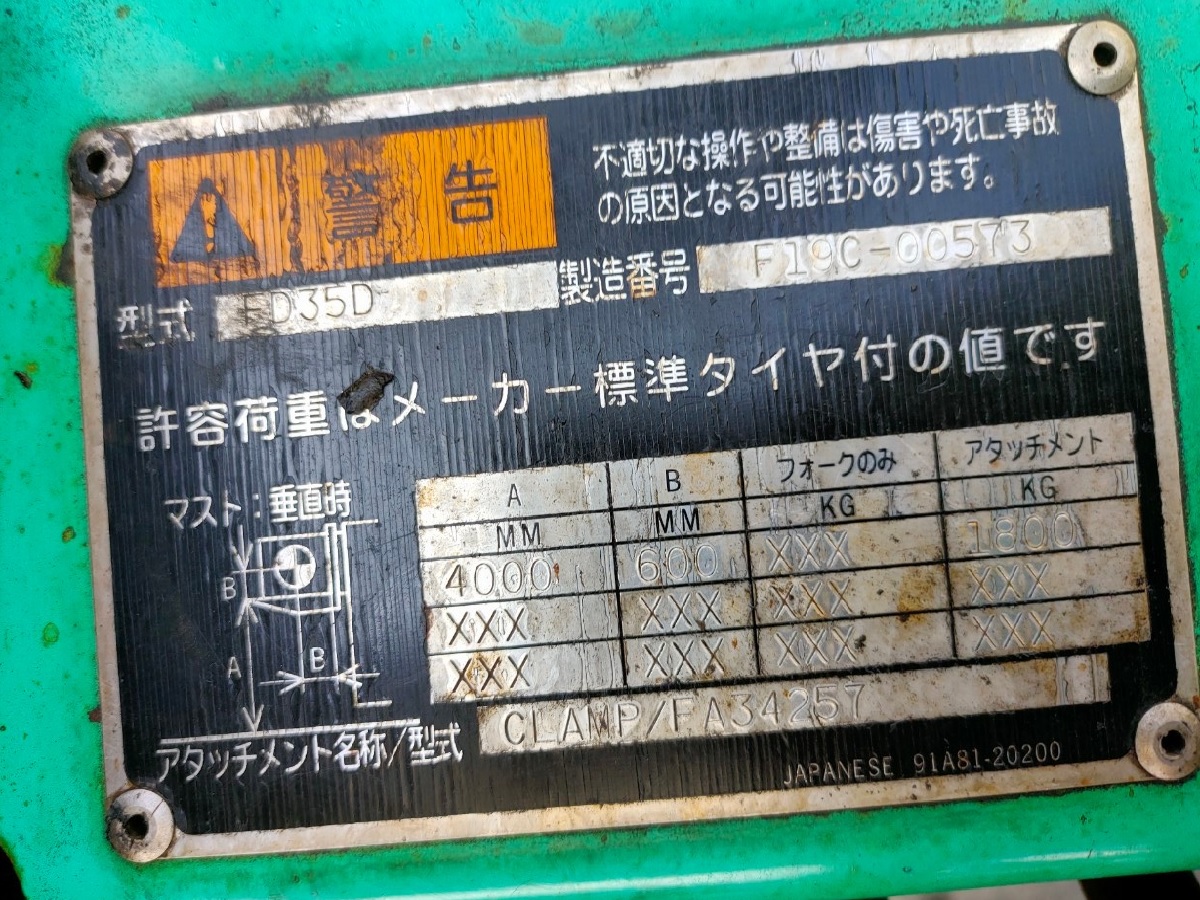 警告
不適切な操作や整備は傷害や死亡事故
の原因となる可能性があります。
型式 FD35D 製造番号 F19C-00573
許容荷重はメーカー標準タイヤ付の値です
マスト:垂直時
A B フォークのみ アタッチメント
MM MM KG KG
4000 600 XXX 1800
XXX XXX XXX XXX
XXX XXX XXX XXX
B
A B
アタッチメント名称/型式 CLAMP/FA34257
JAPANESE 91A81-20200